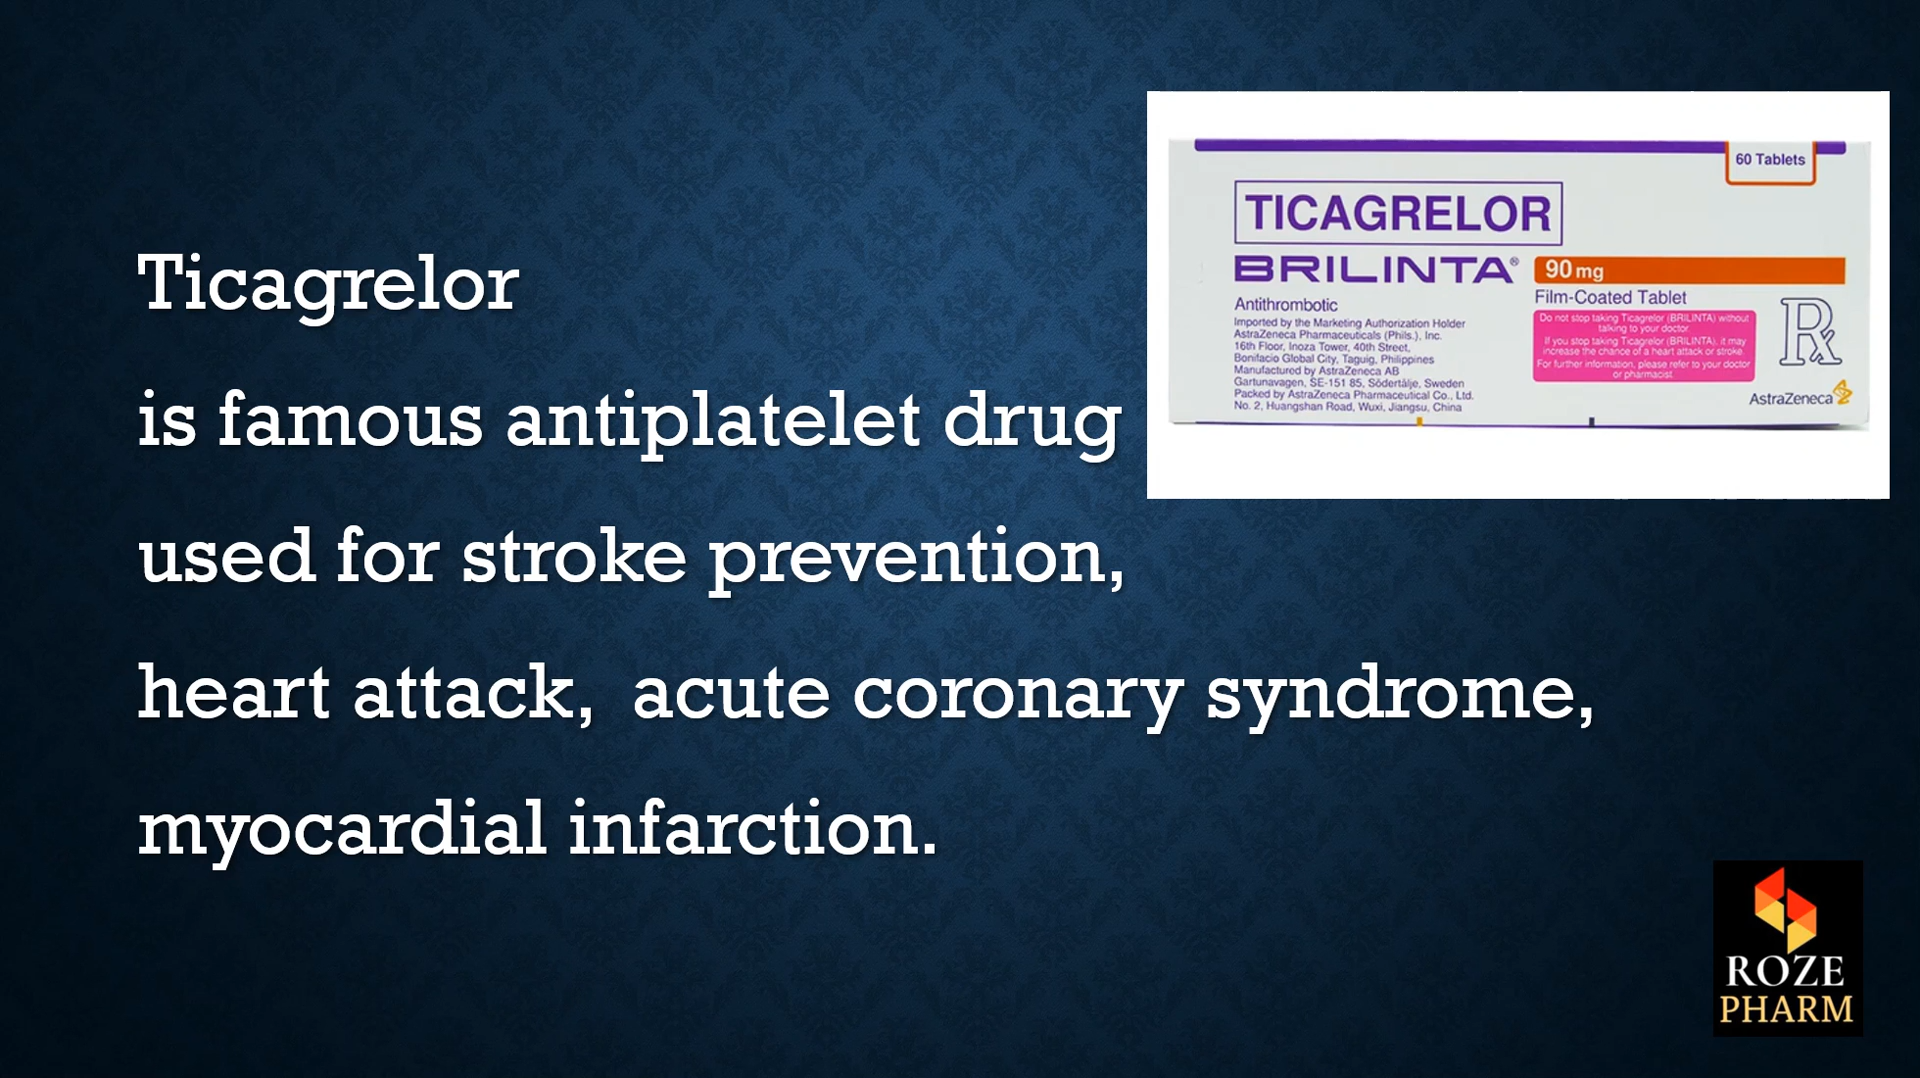 Ticagrelor
is famous antiplatelet drug
used for stroke prevention,
heart attack,  acute coronary syndrome,
myocardial infarction.
60 Tablets
TICAGRELOR
BRILINTA®
90 mg
Antithrombotic
Film-Coated Tablet
Imported by the Marketing Authorization Holder
AstraZeneca Pharmaceuticals (Phils.), Inc.
16th Floor, Inoza Tower, 40th Street,
Bonifacio Global City, Taguig, Philippines
Manufactured by AstraZeneca AB
Gartunavagen, SE-151 85, Södertälje, Sweden
Packed by AstraZeneca Pharmaceutical Co., Ltd.
No. 2, Huangshan Road, Wuxi, Jiangsu, China
Do not stop taking Ticagrelor (BRILINTA) without
talking to your doctor.
If you stop taking Ticagrelor (BRILINTA), it may
increase the chance of a heart attack or stroke.
For further information, please refer to your doctor
or pharmacist.
Rx
AstraZeneca
ROZE
PHARM